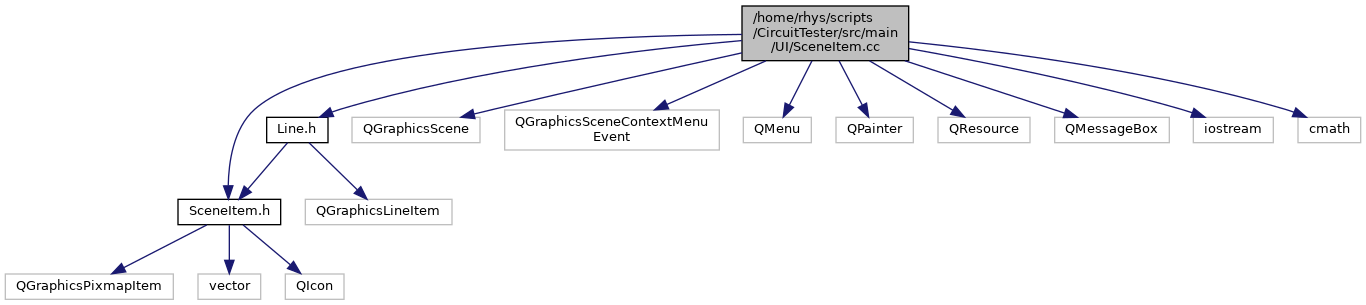 /home/rhys/scripts
/CircuitTester/src/main
/UI/SceneItem.cc
Line.h
QGraphicsScene
QGraphicsSceneContextMenu
Event
QMenu
QPainter
QResource
QMessageBox
iostream
cmath
SceneItem.h
QGraphicsLineItem
QGraphicsPixmapItem
vector
QIcon